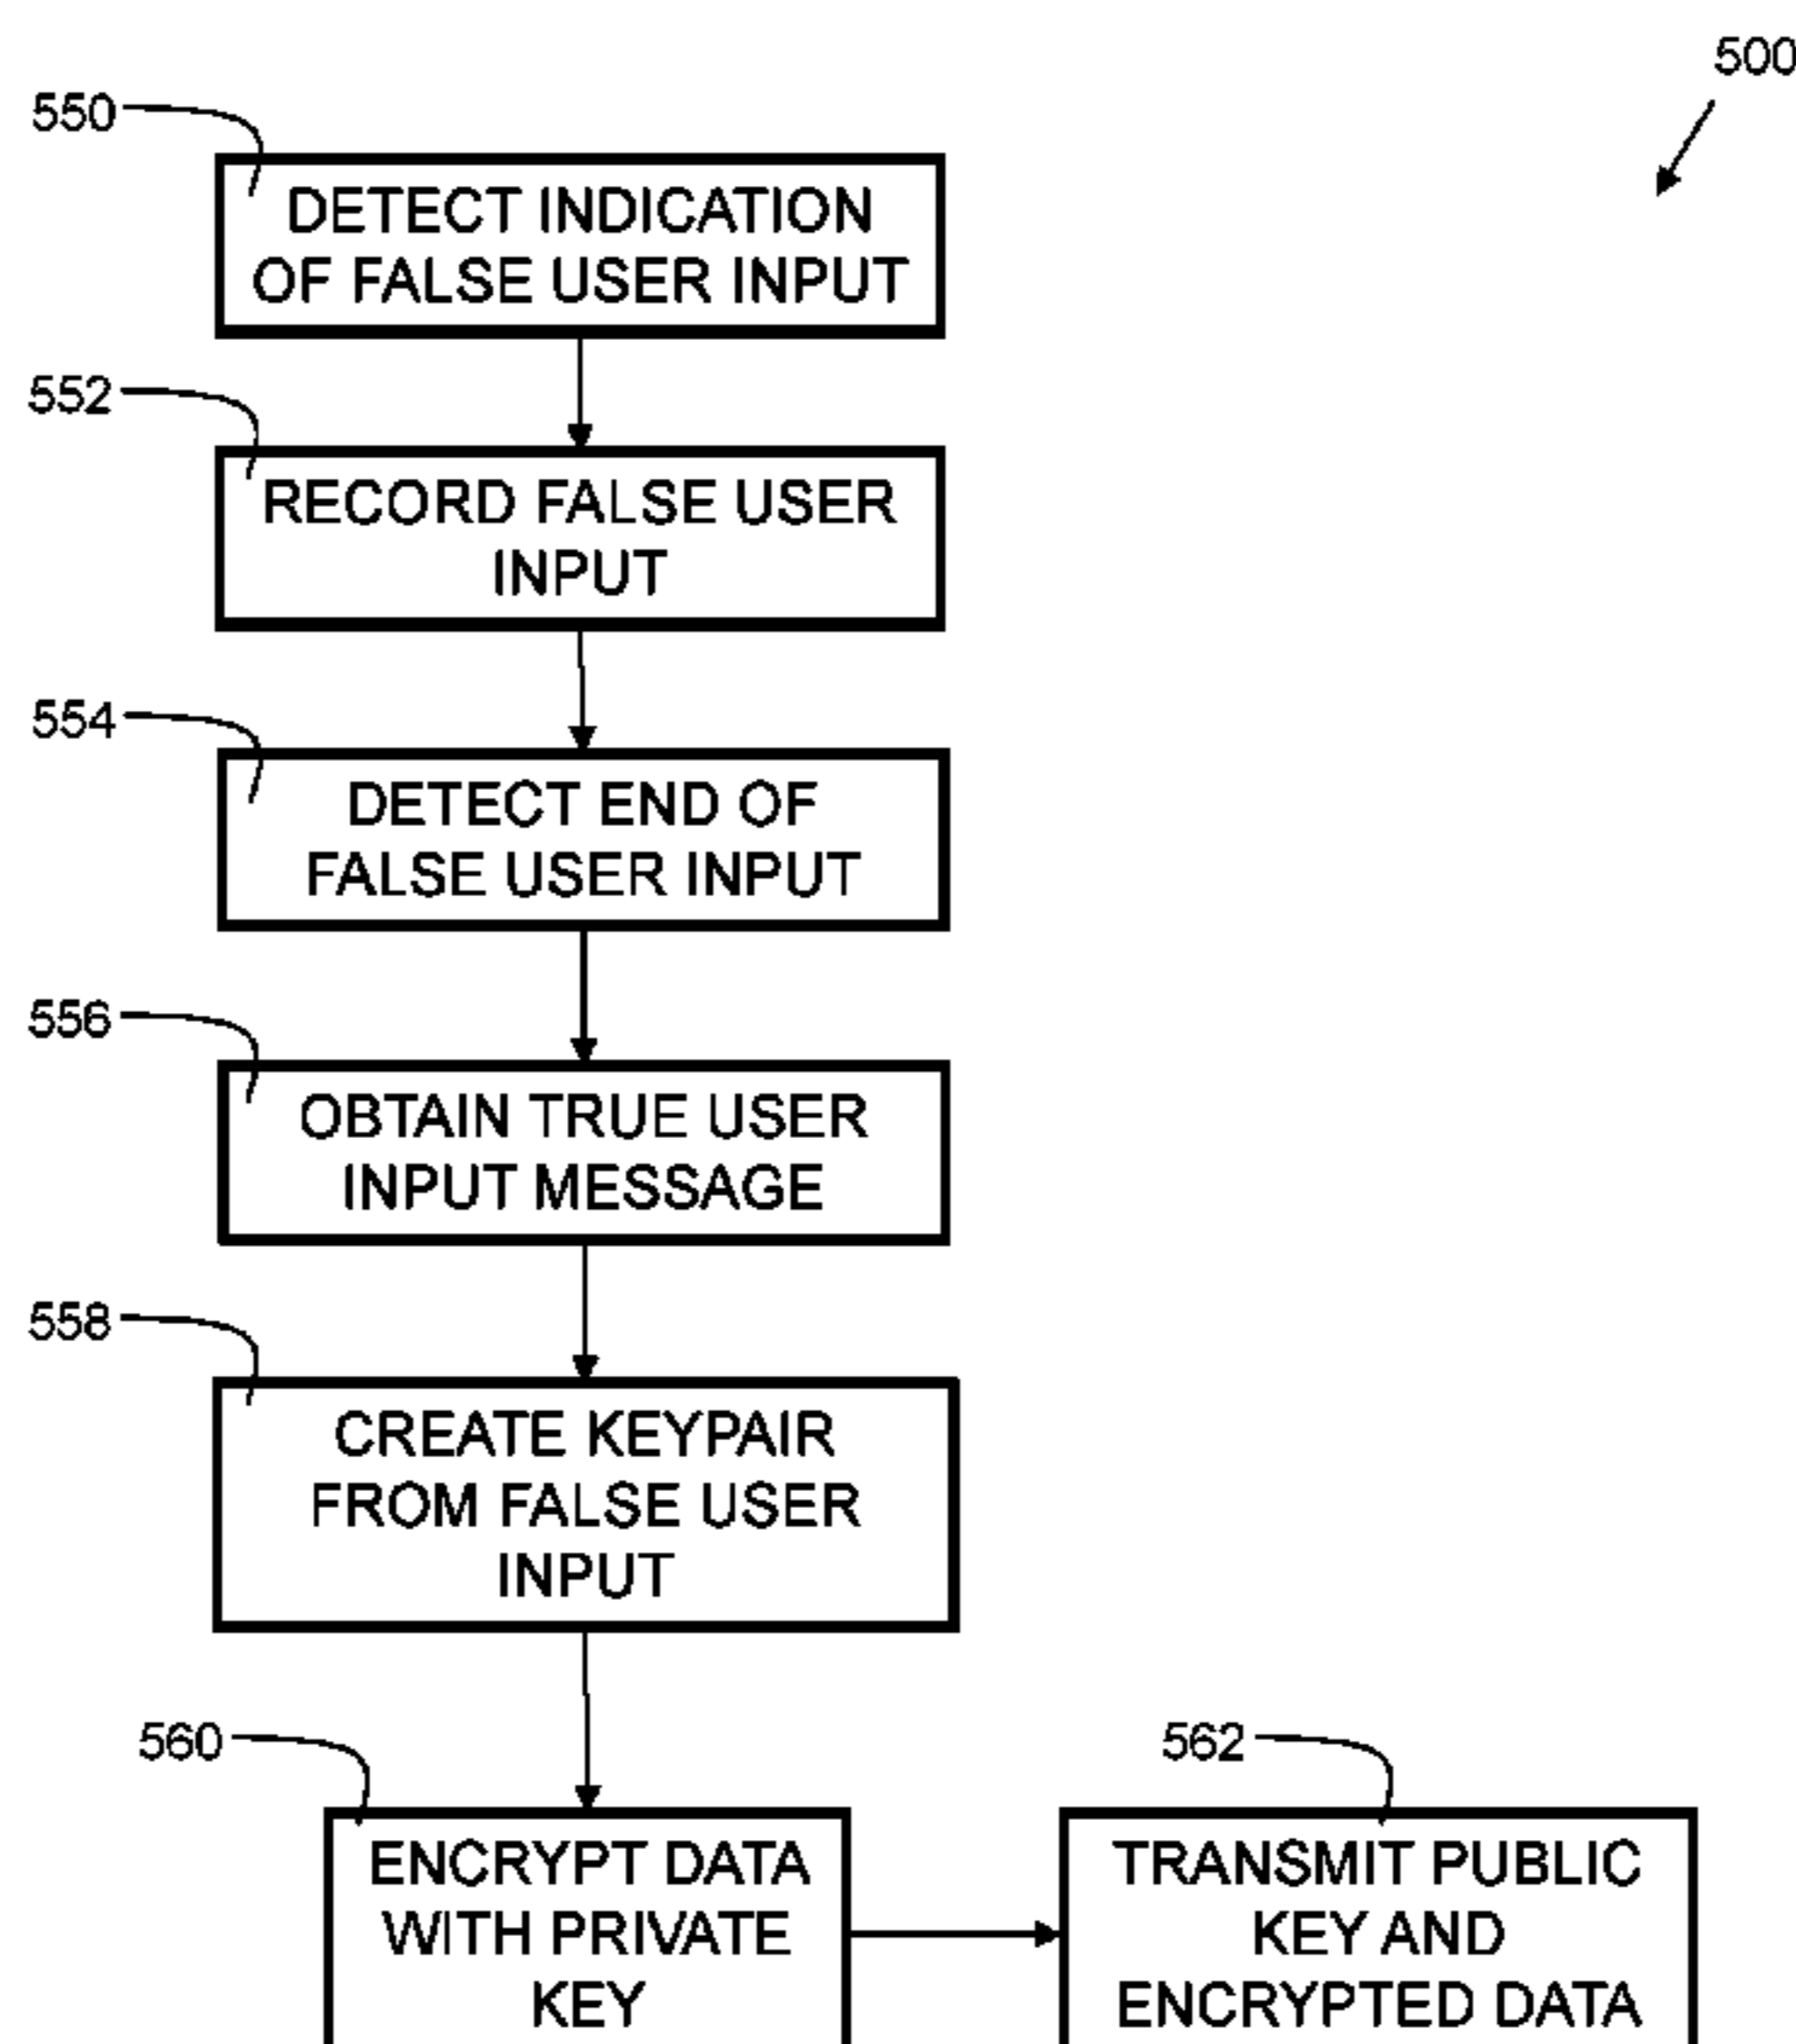 500
550
DETECT INDICATION
OF FALSE USER INPUT
552
RECORD FALSE USER
INPUT
554
DETECT END OF
FALSE USER INPUT
556
OBTAIN TRUE USER
INPUT MESSAGE
558
CREATE KEYPAIR
FROM FALSE USER
INPUT
560
ENCRYPT DATA
WITH PRIVATE
KEY
562
TRANSMIT PUBLIC
KEY AND
ENCRYPTED DATA